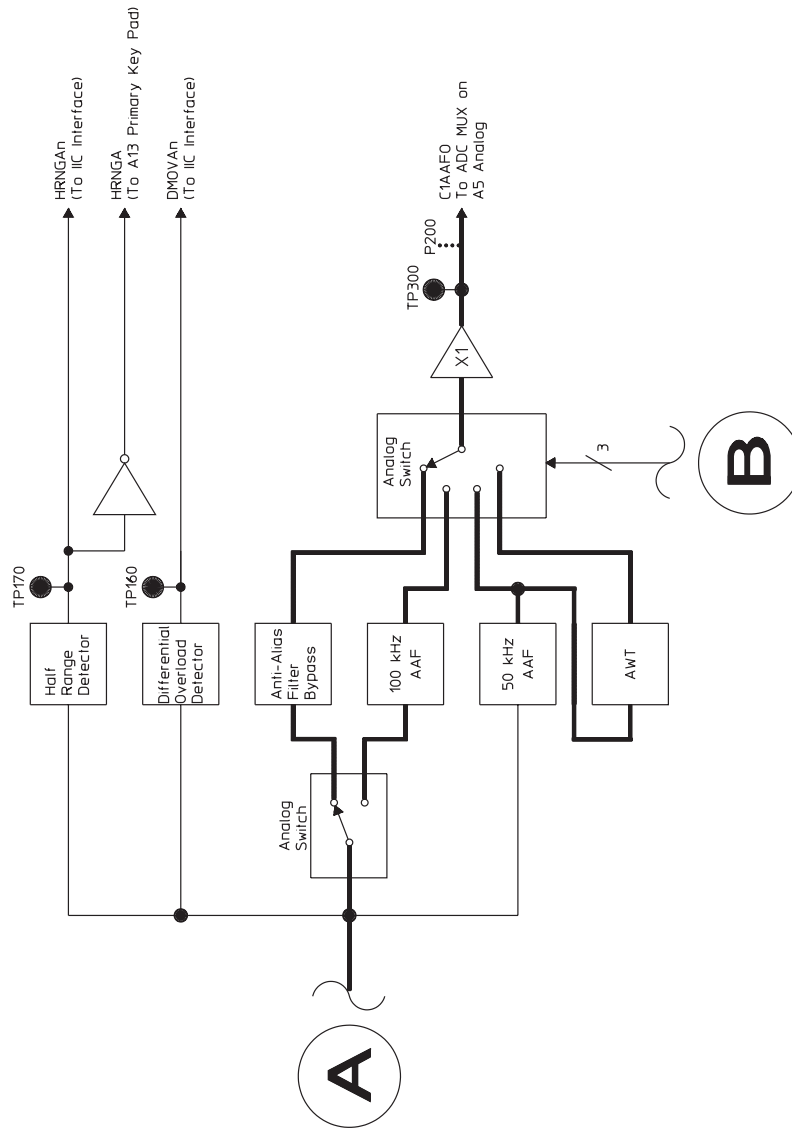 HRNGAn
(To IIC Interface)
HRNGA
(To A13 Primary Key Pad)
DMOVAn
(To IIC Interface)
TP170
TP160
Half
Range
Detector
Differential
Overload
Detector
Anti-Alias
Filter
Bypass
100 kHz
AAF
50 kHz
AAF
AWT
Analog
Switch
Analog
Switch
X1
TP300
P200
C1AAFO
To ADC MUX on
A5 Analog
3
A
B